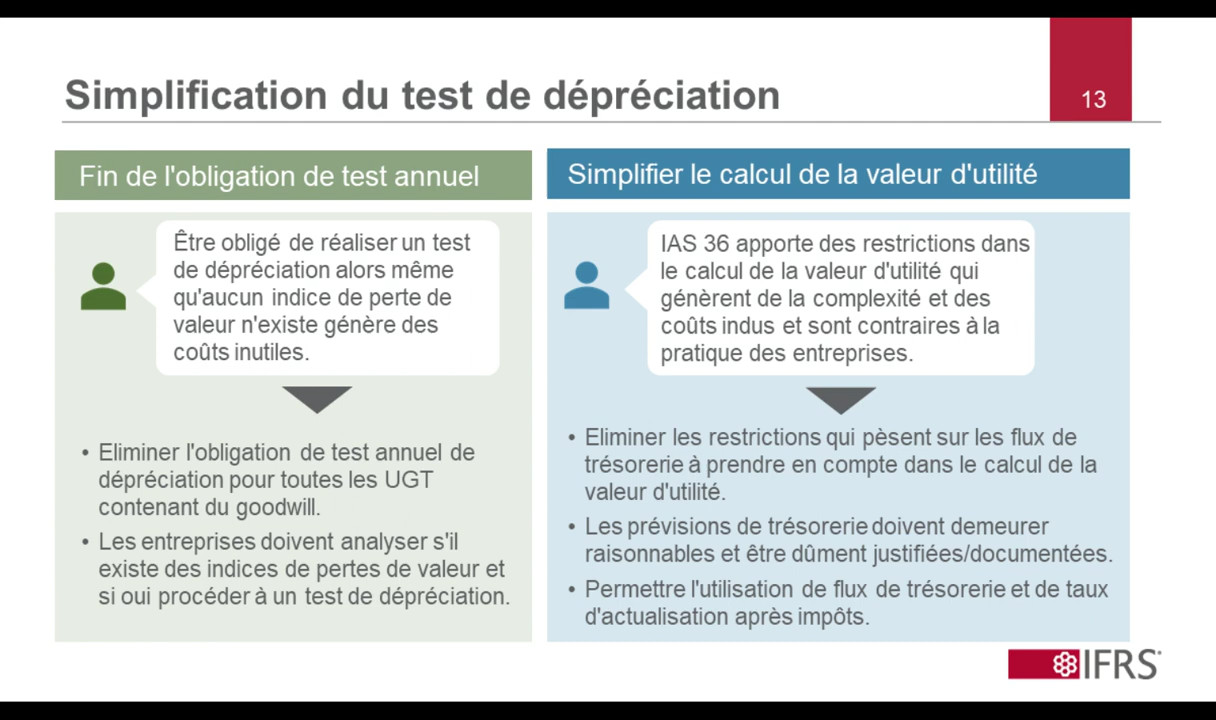 Simplification du test de dépréciation
13
Fin de l'obligation de test annuel
Être obligé de réaliser un test
de dépréciation alors même
qu'aucun indice de perte de
valeur n'existe génère des
coûts inutiles.
• Eliminer l'obligation de test annuel de
dépréciation pour toutes les UGT
contenant du goodwill.
• Les entreprises doivent analyser s'il
existe des indices de pertes de valeur et
si oui procéder à un test de dépréciation.
Simplifier le calcul de la valeur d'utilité
IAS 36 apporte des restrictions dans
le calcul de la valeur d'utilité qui
génèrent de la complexité et des
coûts indus et sont contraires à la
pratique des entreprises.
• Eliminer les restrictions qui pèsent sur les flux de
trésorerie à prendre en compte dans le calcul de la
valeur d'utilité.
• Les prévisions de trésorerie doivent demeurer
raisonnables et être dûment justifiées/documentées.
• Permettre l'utilisation de flux de trésorerie et de taux
d'actualisation après impôts.
IFRS